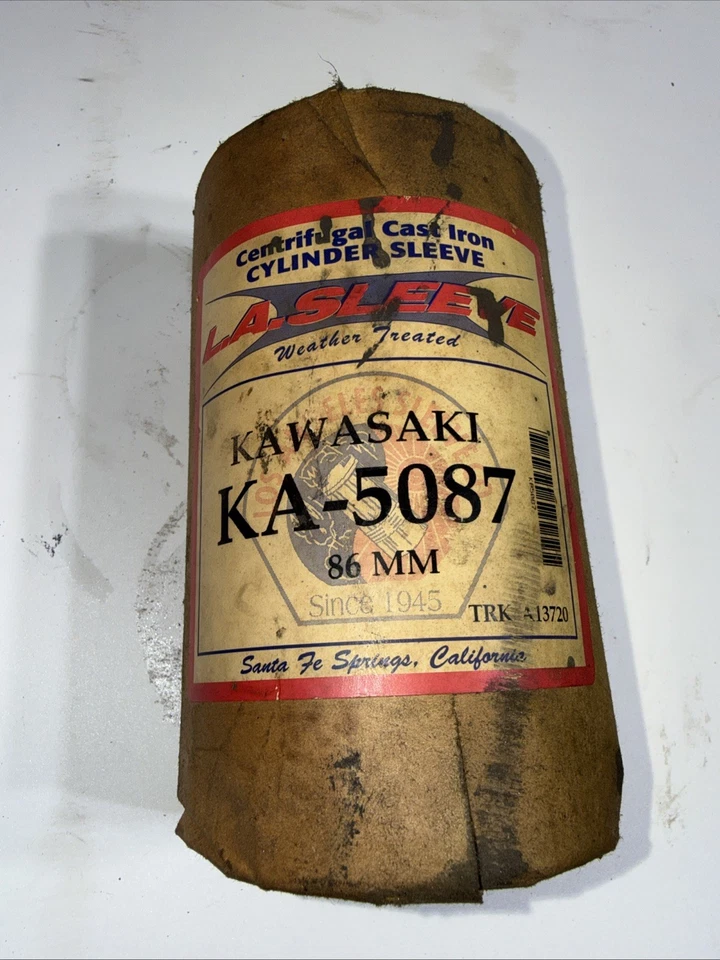 Centrifugal Cast Iron
CYLINDER SLEEVE
L.A. SLEEVE
Weather Treated
KAWASAKI
KA-5087
86 MM
Since 1945
TRK A13720
Santa Fe Springs, California